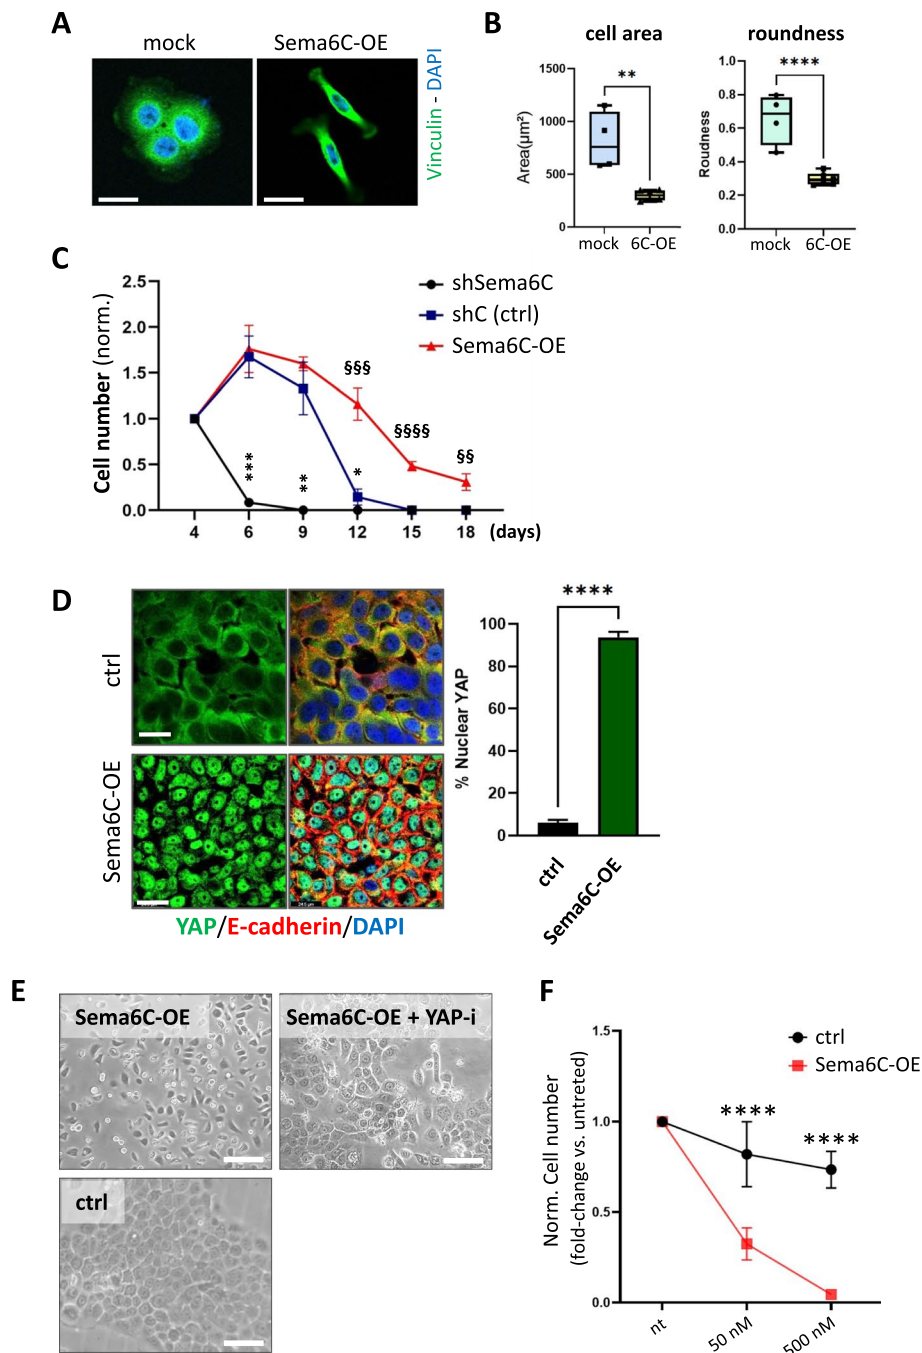 A
mock
Sema6C-OE
Vinculin - DAPI
B
cell area
roundness
Area(µm²)
1500
1000
500
0
**
mock
6C-OE
Roudness
1.0
0.8
0.6
0.4
0.2
0.0
****
mock
6C-OE
C
shSema6C
shC (ctrl)
Sema6C-OE
Cell number (norm.)
2.5
2.0
1.5
1.0
0.5
0.0
***
**
*
§§§
§§§§
§§
4
6
9
12
15
18
(days)
D
ctrl
Sema6C-OE
YAP/E-cadherin/DAPI
% Nuclear YAP
100
80
60
40
20
0
****
ctrl
Sema6C-OE
E
Sema6C-OE
Sema6C-OE + YAP-i
ctrl
F
ctrl
Sema6C-OE
Norm. Cell number
(fold-change vs. untreted)
1.5
1.0
0.5
0.0
****
****
nt
50 nM
500 nM